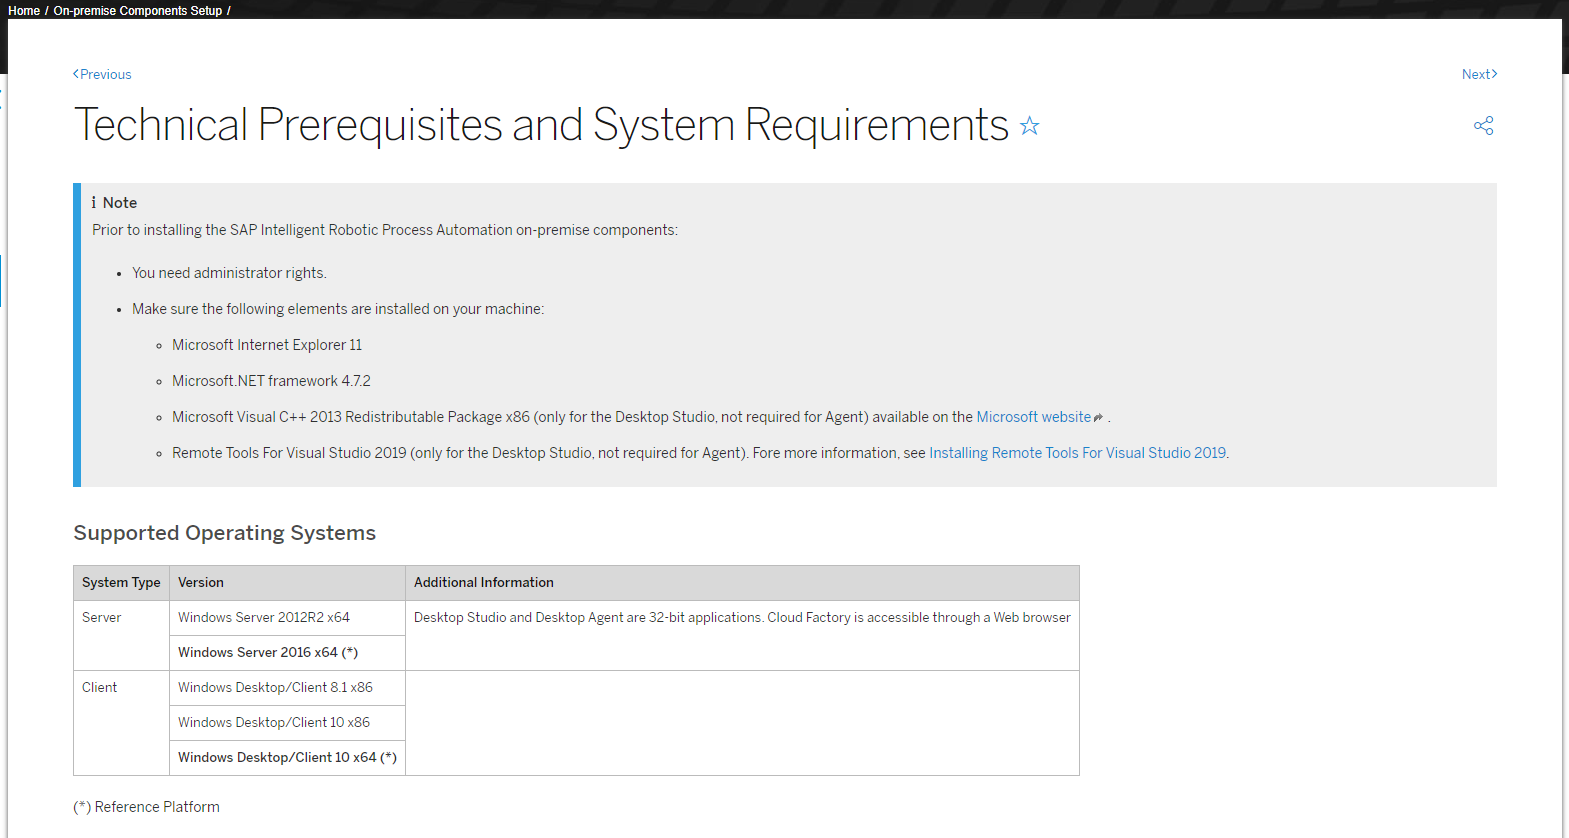 Home / On-premise Components Setup /
Previous
Next
Technical Prerequisites and System Requirements
i Note
Prior to installing the SAP Intelligent Robotic Process Automation on-premise components:
• You need administrator rights.
• Make sure the following elements are installed on your machine:
◦ Microsoft Internet Explorer 11
◦ Microsoft.NET framework 4.7.2
◦ Microsoft Visual C++ 2013 Redistributable Package x86 (only for the Desktop Studio, not required for Agent) available on the Microsoft website .
◦ Remote Tools For Visual Studio 2019 (only for the Desktop Studio, not required for Agent). Fore more information, see Installing Remote Tools For Visual Studio 2019.
Supported Operating Systems
System Type Version Additional Information
Server Windows Server 2012R2 x64 Desktop Studio and Desktop Agent are 32-bit applications. Cloud Factory is accessible through a Web browser
Windows Server 2016 x64 (*)
Client Windows Desktop/Client 8.1 x86
Windows Desktop/Client 10 x86
Windows Desktop/Client 10 x64 (*)
(*) Reference Platform